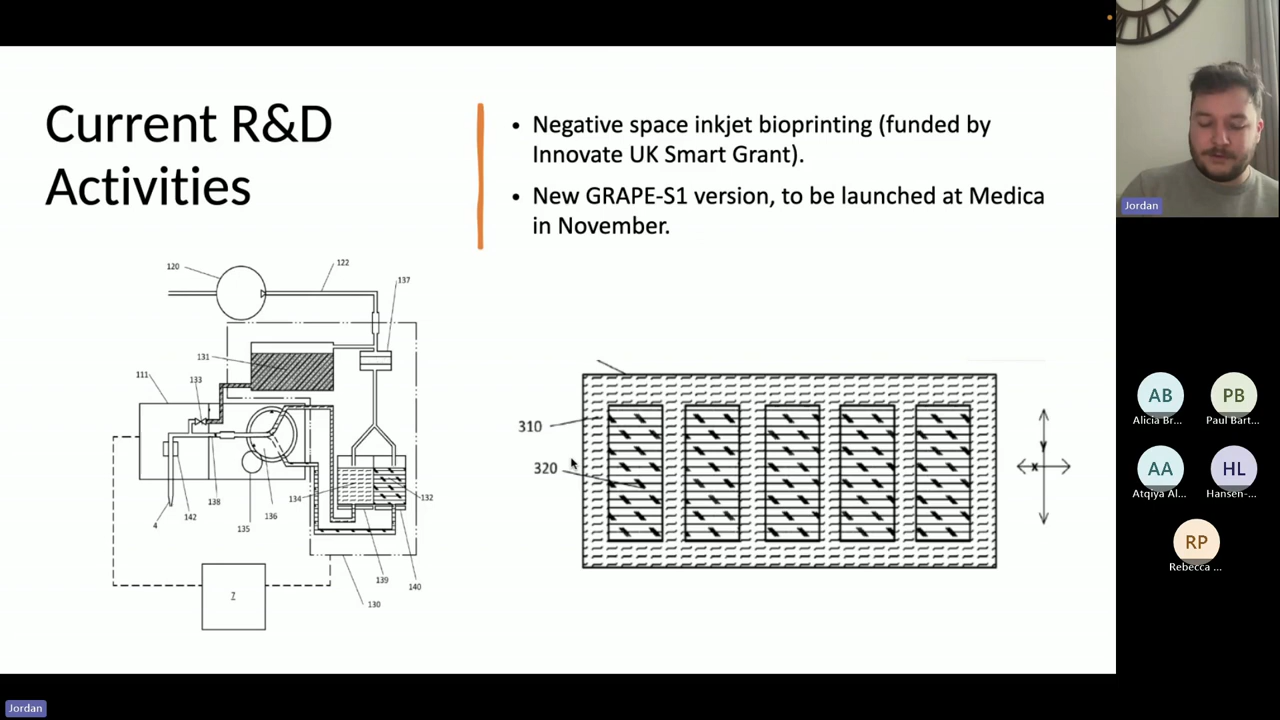 Current R&D
Activities
• Negative space inkjet bioprinting (funded by
Innovate UK Smart Grant).
• New GRAPE-S1 version, to be launched at Medica
in November.
120
122
137
131
111
133
134
132
138
142
4
135
136
139
140
130
7
310
320
Y
X
Jordan
AB
Alicia Br...
PB
Paul Bart...
AA
Atqiya Al...
HL
Hansen-...
RP
Rebecca ...
Jordan